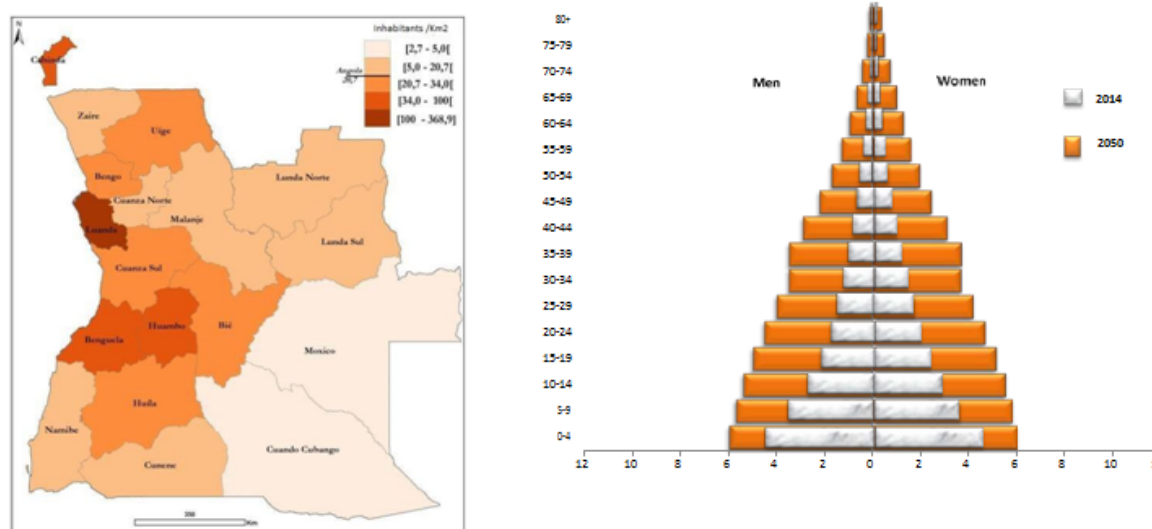 N
Inhabitants /Km2
[2,7 - 5,0[
[5,0 - 20,7[
[20,7 - 34,0[
[34,0 - 100[
[100 - 368,9]
Angola
Cabinda
Zaire
Uige
Bengo
Cuanza Norte
Lunda Norte
Luanda
Malanje
Lunda Sul
Cuanza Sul
Benguela
Huambo
Bié
Moxico
Huila
Namibe
Cuando Cubango
Cunene
Km
80+
75-79
70-74
65-69
60-64
55-59
50-54
45-49
40-44
35-39
30-34
25-29
20-24
15-19
10-14
5-9
0-4
Men
Women
2014
2050
12 10 8 6 4 2 0 2 4 6 8 10